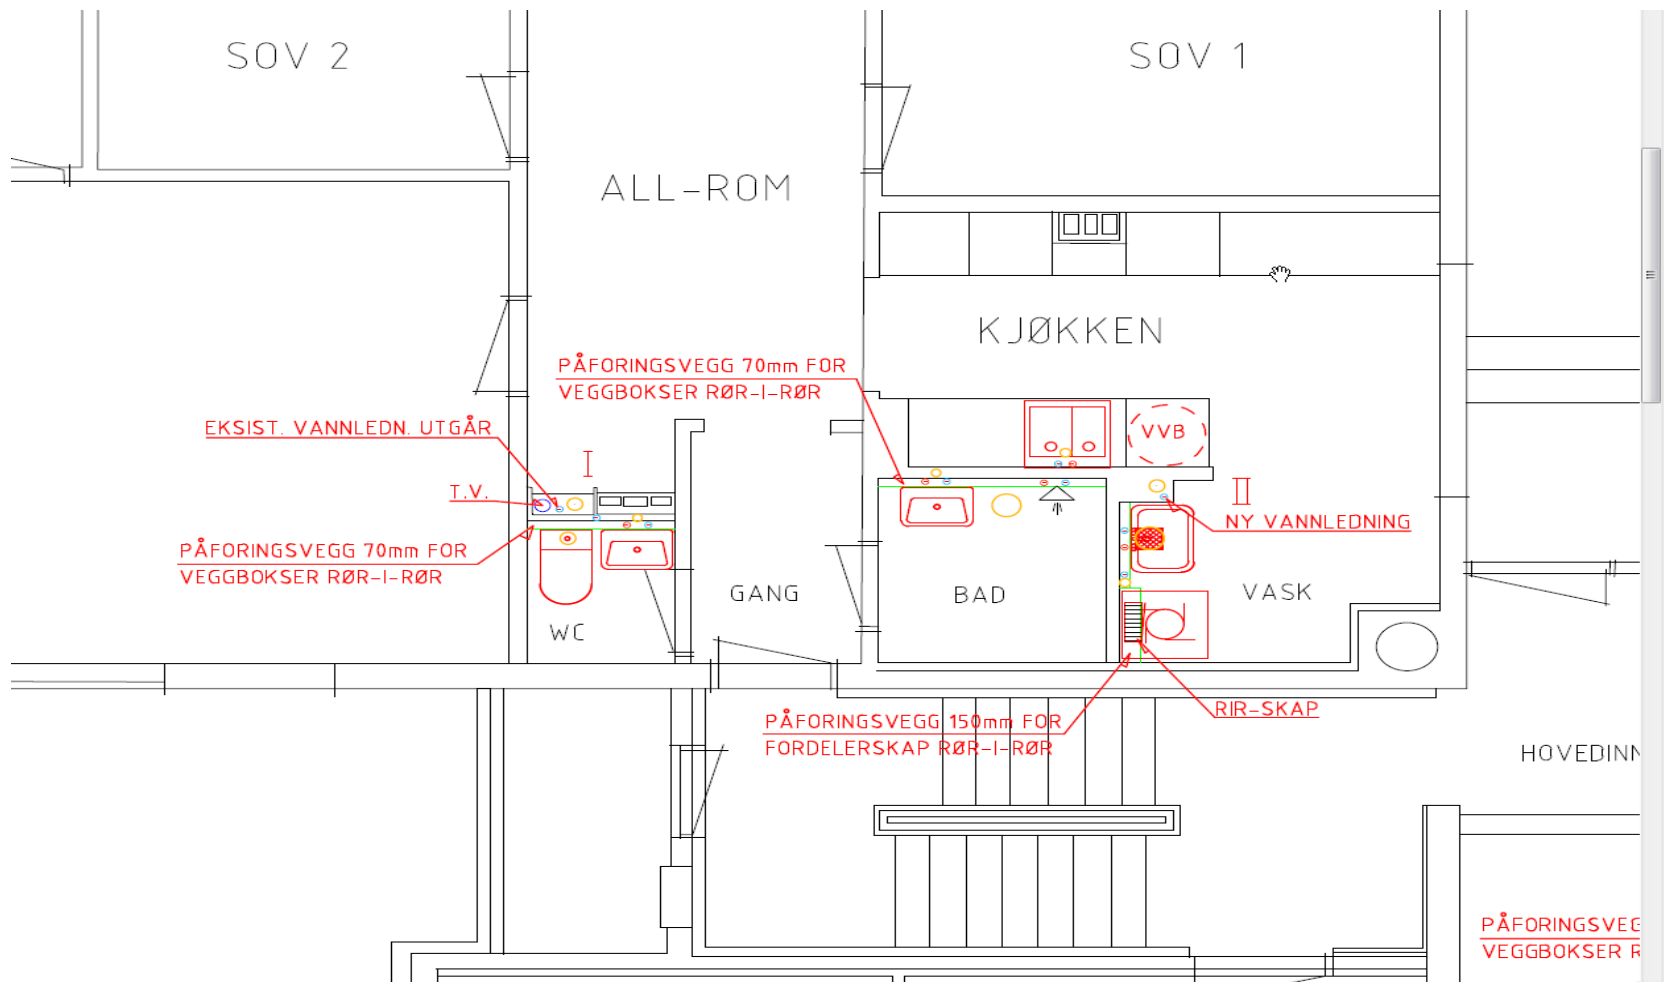 SOV 2
SOV 1
ALL-ROM
KJØKKEN
PÅFORINGSVEGG 70mm FOR
VEGGBOKSER RØR-I-RØR
EKSIST. VANNLEDN. UTGÅR
VVB
I
II
T.V.
NY VANNLEDNING
PÅFORINGSVEGG 70mm FOR
VEGGBOKSER RØR-I-RØR
GANG
BAD
VASK
WC
RIR-SKAP
PÅFORINGSVEGG 150mm FOR
FORDELERSKAP RØR-I-RØR
HOVEDINN
PÅFORINGSVEG
VEGGBOKSER R